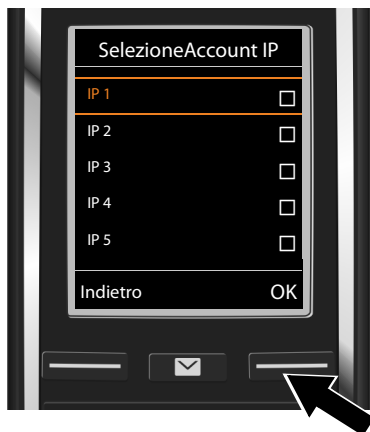 SelezioneAccount IP
IP 1
IP 2
IP 3
IP 4
IP 5
Indietro OK